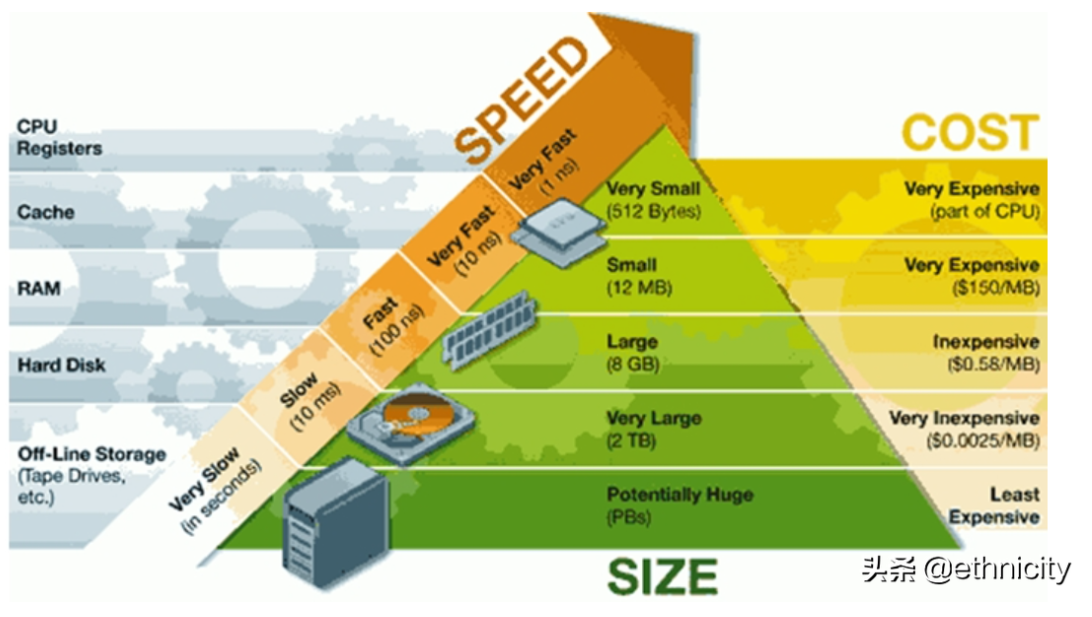 SPEED
COST
SIZE
CPU
Registers
Cache
RAM
Hard Disk
Off-Line Storage
(Tape Drives,
etc.)
Very Fast
(1 ns)
Very Fast
(10 ns)
Fast
(100 ns)
Slow
(10 ms)
Very Slow
(in seconds)
CPU
Very Small
(512 Bytes)
Small
(12 MB)
Large
(8 GB)
Very Large
(2 TB)
Potentially Huge
(PBs)
Very Expensive
(part of CPU)
Very Expensive
($150/MB)
Inexpensive
($0.58/MB)
Very Inexpensive
($0.0025/MB)
Least
Expensive
头条 @ethnicity